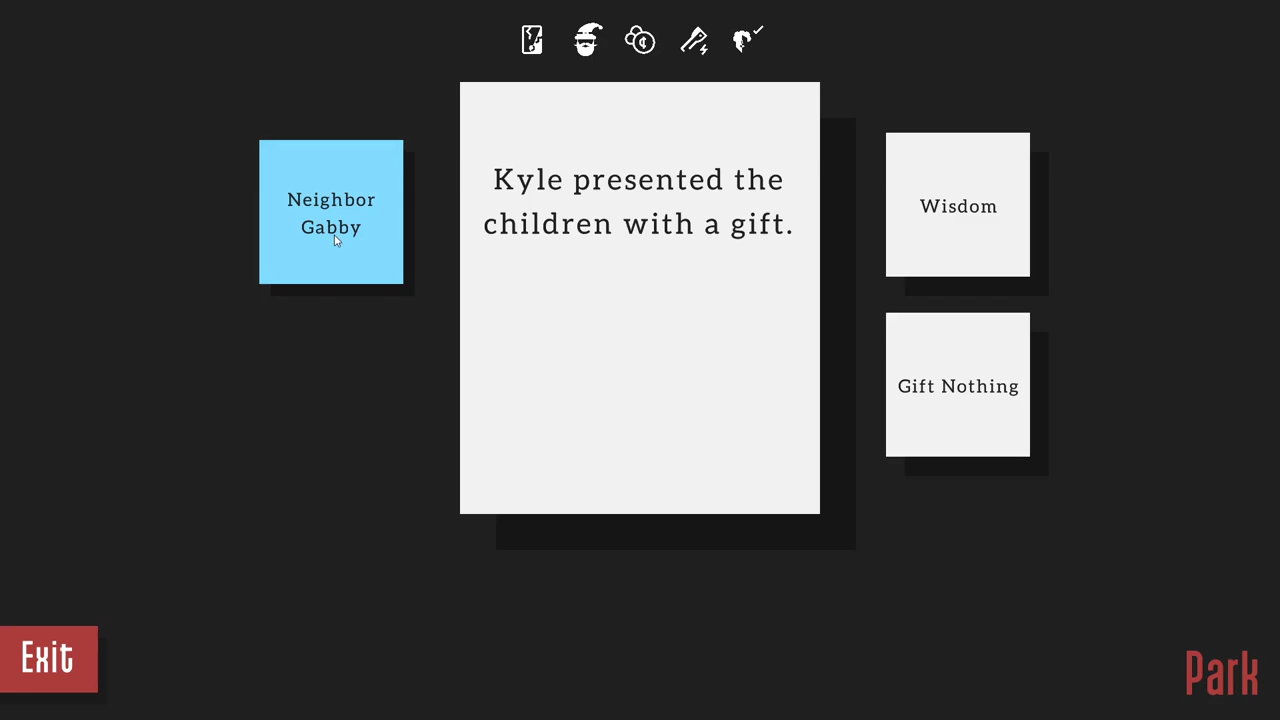 Neighbor
Gabby
Kyle presented the
children with a gift.
Wisdom
Gift Nothing
Exit
Park